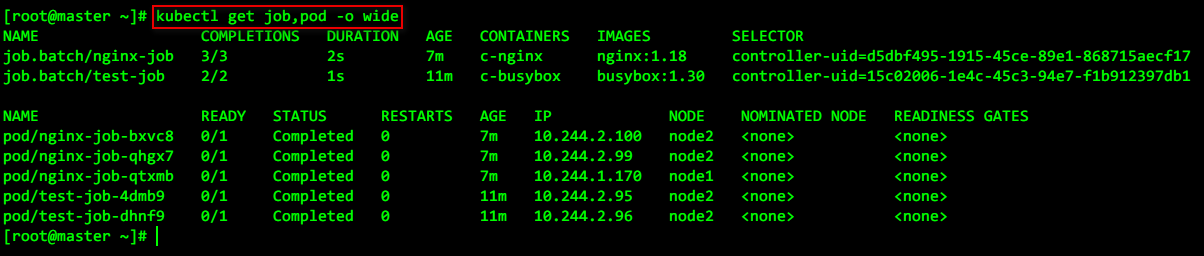 [root@master ~]# kubectl get job,pod -o wide
NAME COMPLETIONS DURATION AGE CONTAINERS IMAGES SELECTOR
job.batch/nginx-job 3/3 2s 7m c-nginx nginx:1.18 controller-uid=d5dbf495-1915-45ce-89e1-868715aecf17
job.batch/test-job 2/2 1s 11m c-busybox busybox:1.30 controller-uid=15c02006-1e4c-45c3-94e7-f1b912397db1
NAME READY STATUS RESTARTS AGE IP NODE NOMINATED NODE READINESS GATES
pod/nginx-job-bxvc8 0/1 Completed 0 7m 10.244.2.100 node2 <none> <none>
pod/nginx-job-qhgx7 0/1 Completed 0 7m 10.244.2.99 node2 <none> <none>
pod/nginx-job-qtxmb 0/1 Completed 0 7m 10.244.1.170 node1 <none> <none>
pod/test-job-4dmb9 0/1 Completed 0 11m 10.244.2.95 node2 <none> <none>
pod/test-job-dhnf9 0/1 Completed 0 11m 10.244.2.96 node2 <none> <none>
[root@master ~]#